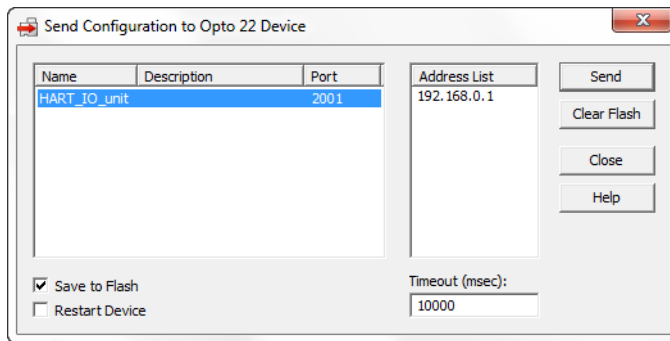 Send Configuration to Opto 22 Device
Name Description Port
HART_IO_unit 2001
Address List
192.168.0.1
Send
Clear Flash
Close
Help
Save to Flash
Restart Device
Timeout (msec):
10000